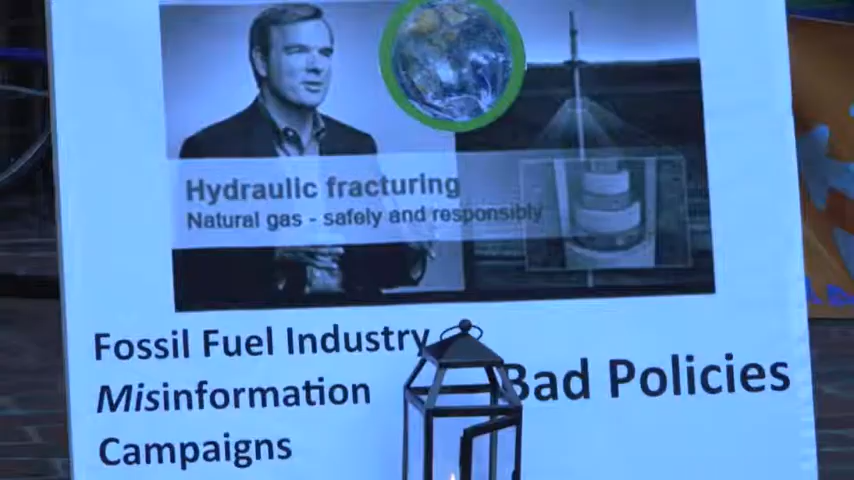 Hydraulic fracturing
Natural gas - safely and responsibly
Fossil Fuel Industry
Misinformation
Campaigns
Bad Policies